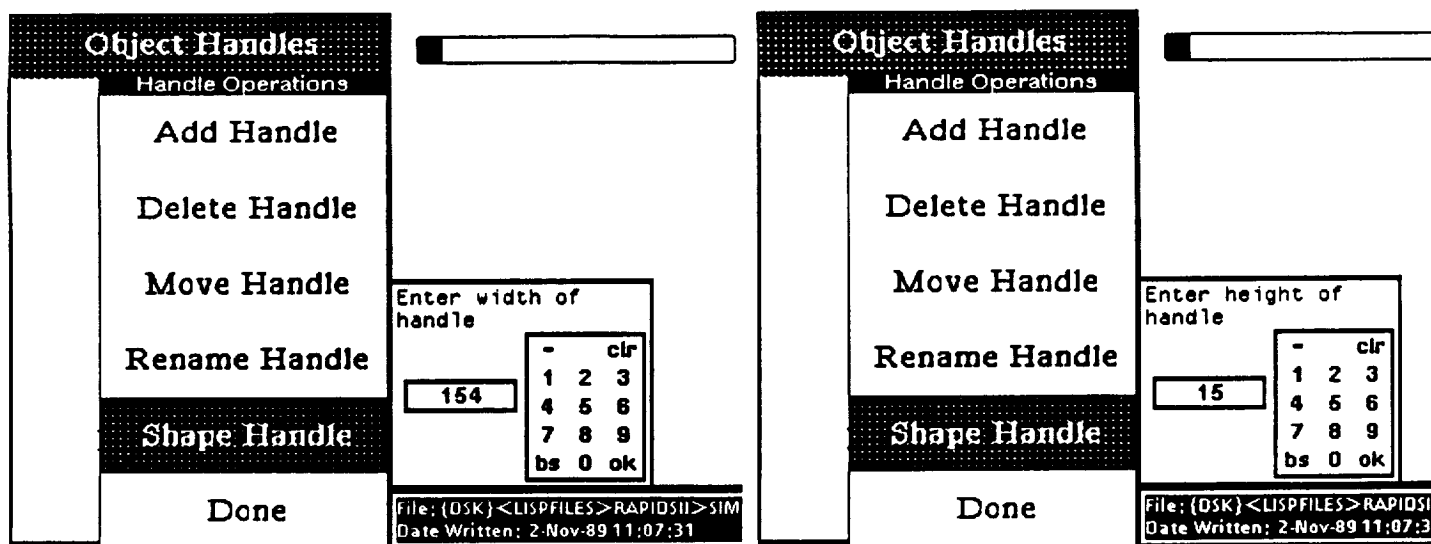 Object Handles
Handle Operations
Add Handle
Delete Handle
Move Handle
Rename Handle
Shape Handle
Done
Enter width of
handle
154
- clr
1 2 3
4 5 6
7 8 9
bs 0 ok
File: {DSK}<LISPFILES>RAPIDSII>SIM
Date Written: 2-Nov-89 11:07:31
Object Handles
Handle Operations
Add Handle
Delete Handle
Move Handle
Rename Handle
Shape Handle
Done
Enter height of
handle
15
- clr
1 2 3
4 5 6
7 8 9
bs 0 ok
File: {DSK}<LISPFILES>RAPIDSI
Date Written: 2-Nov-89 11:07:3